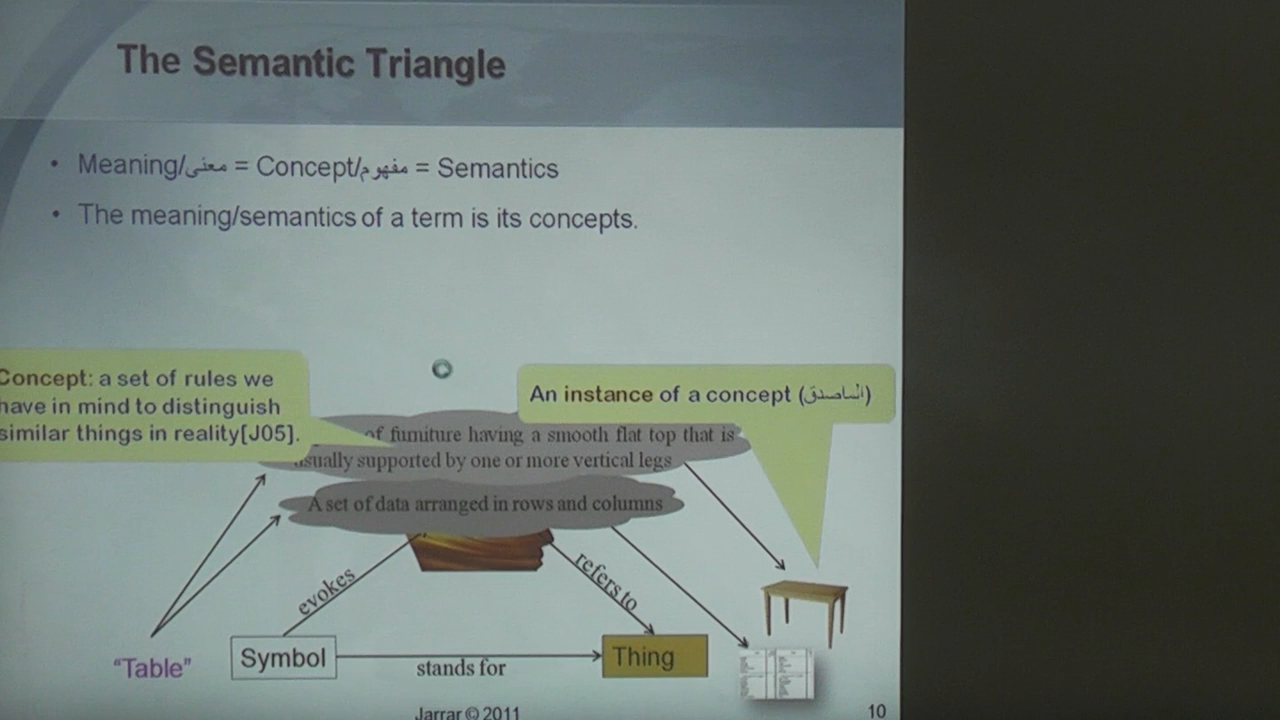 The Semantic Triangle
• Meaning/معنى = Concept/مفهوم = Semantics
• The meaning/semantics of a term is its concepts.
Concept: a set of rules we
have in mind to distinguish
similar things in reality[J05].
An instance of a concept (الماصدق)
of furniture having a smooth flat top that is
usually supported by one or more vertical legs
A set of data arranged in rows and columns
evokes
refers to
"Table"
Symbol
stands for
Thing
Jarrar © 2011
10